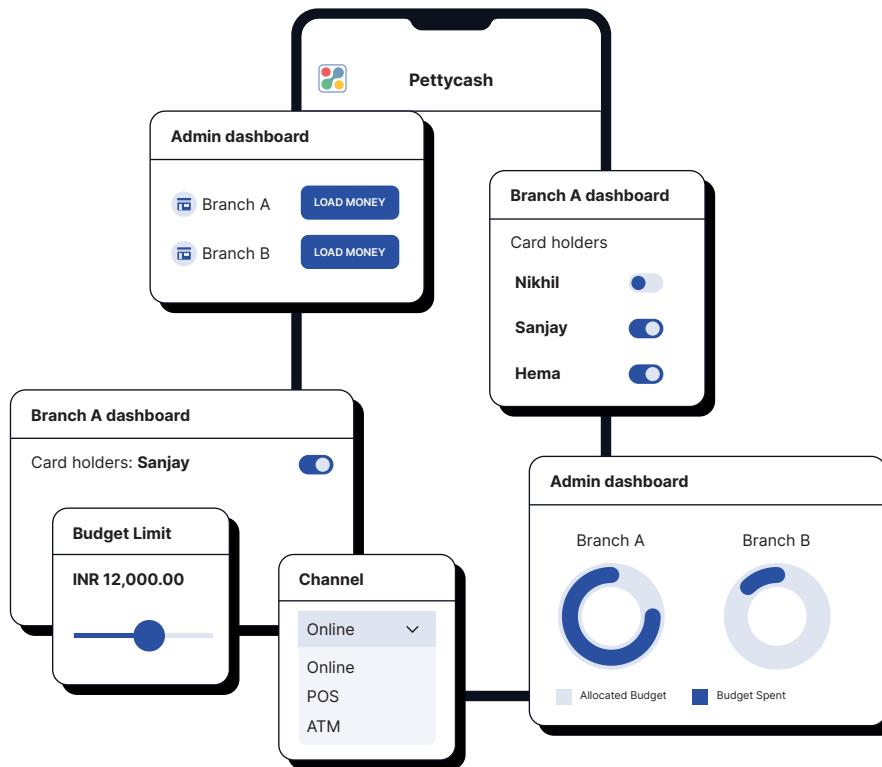 Pettycash
Admin dashboard
Branch A
LOAD MONEY
Branch B
LOAD MONEY
Branch A dashboard
Card holders
Nikhil
Sanjay
Hema
Branch A dashboard
Card holders: Sanjay
Budget Limit
INR 12,000.00
Channel
Online
Online
POS
ATM
Admin dashboard
Branch A
Branch B
Allocated Budget
Budget Spent